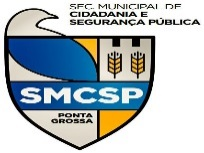 SEC. MUNICIPAL DE
CIDADANIA E
SEGURANÇA PÚBLICA
SMCSP
PONTA
GROSSA